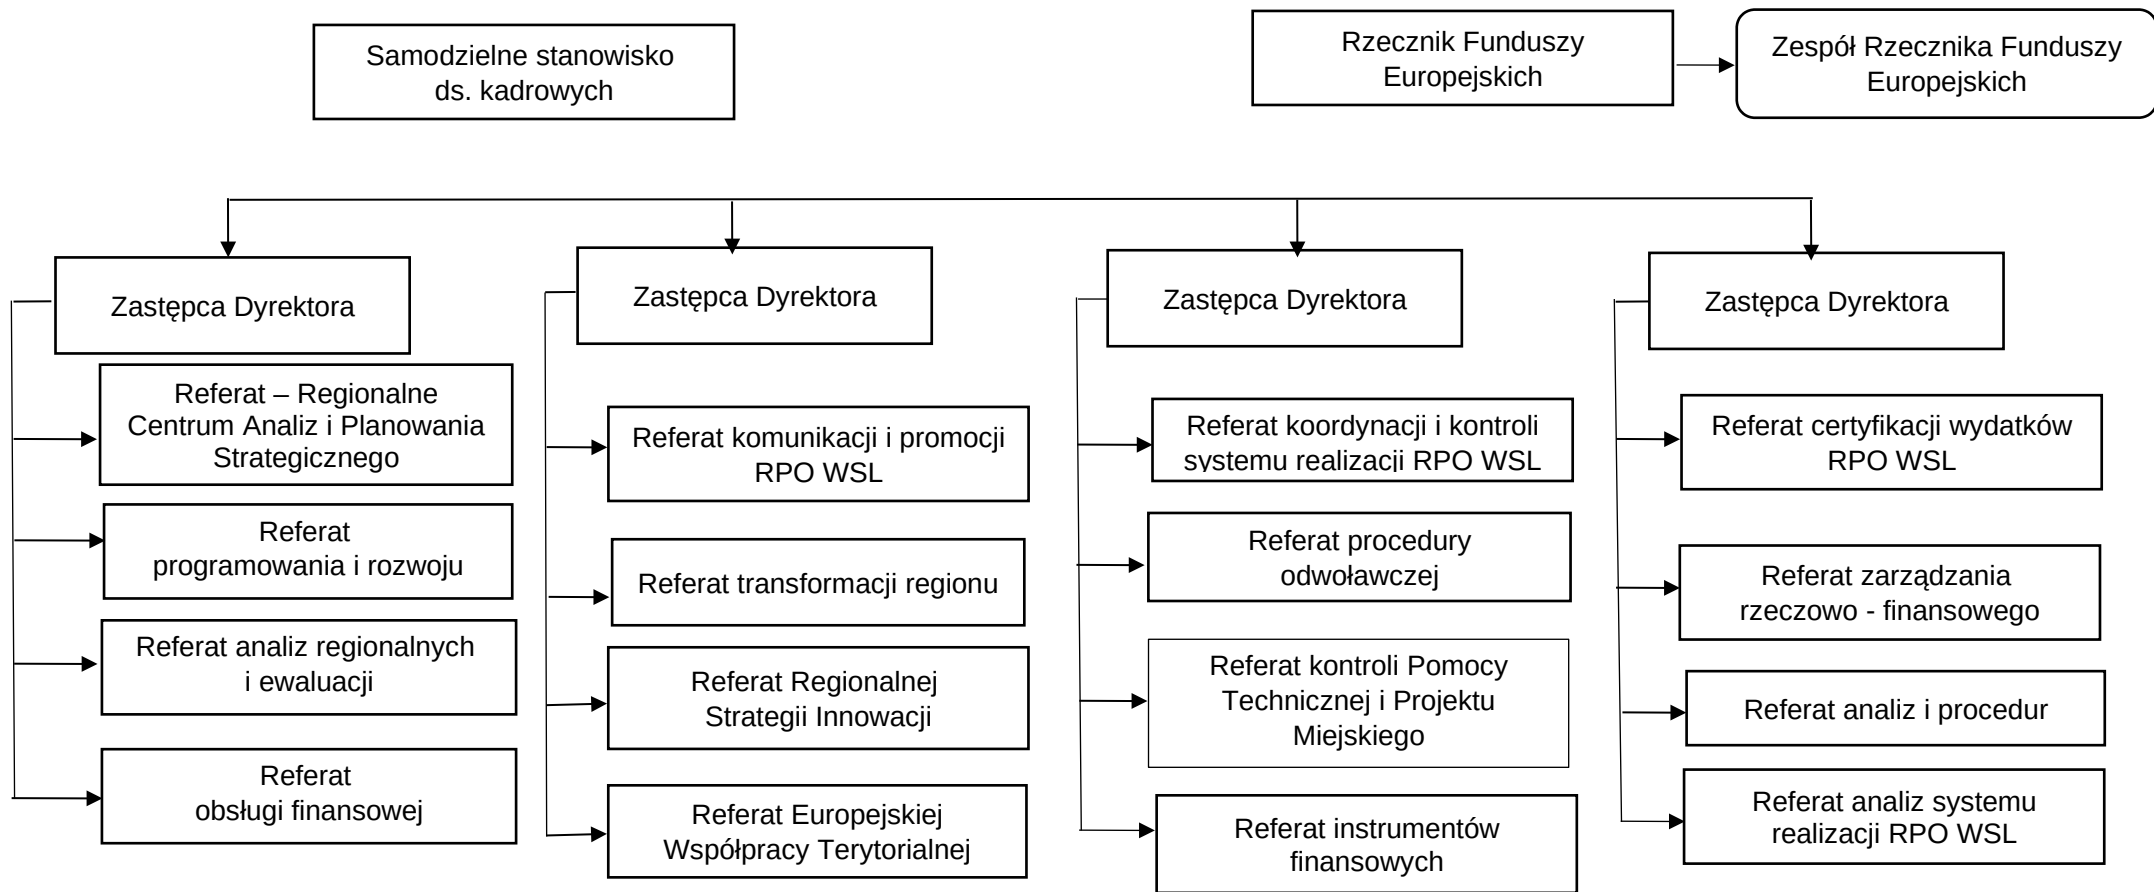 Samodzielne stanowisko
ds. kadrowych
Rzecznik Funduszy
Europejskich
Zespół Rzecznika Funduszy
Europejskich
Zastępca Dyrektora
Referat – Regionalne
Centrum Analiz i Planowania
Strategicznego
Referat
programowania i rozwoju
Referat analiz regionalnych
i ewaluacji
Referat
obsługi finansowej
Zastępca Dyrektora
Referat komunikacji i promocji
RPO WSL
Referat transformacji regionu
Referat Regionalnej
Strategii Innowacji
Referat Europejskiej
Współpracy Terytorialnej
Zastępca Dyrektora
Referat koordynacji i kontroli
systemu realizacji RPO WSL
Referat procedury
odwoławczej
Referat kontroli Pomocy
Technicznej i Projektu
Miejskiego
Referat instrumentów
finansowych
Zastępca Dyrektora
Referat certyfikacji wydatków
RPO WSL
Referat zarządzania
rzeczowo - finansowego
Referat analiz i procedur
Referat analiz systemu
realizacji RPO WSL